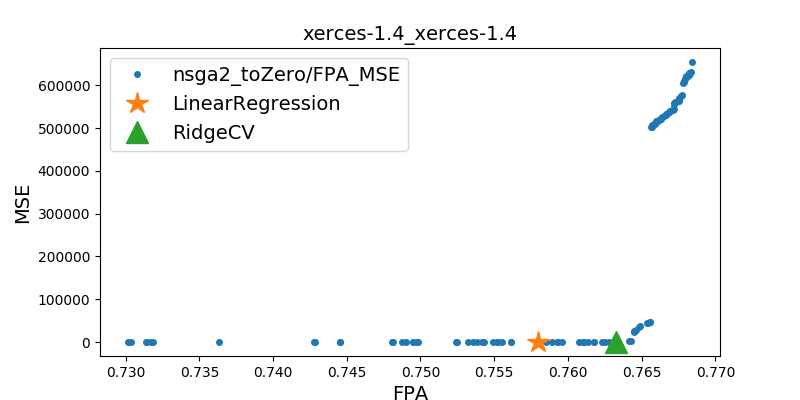 xerces-1.4_xerces-1.4
nsga2_toZero/FPA_MSE
LinearRegression
RidgeCV
MSE
600000
500000
400000
300000
200000
100000
0
0.730 0.735 0.740 0.745 0.750 0.755 0.760 0.765 0.770
FPA